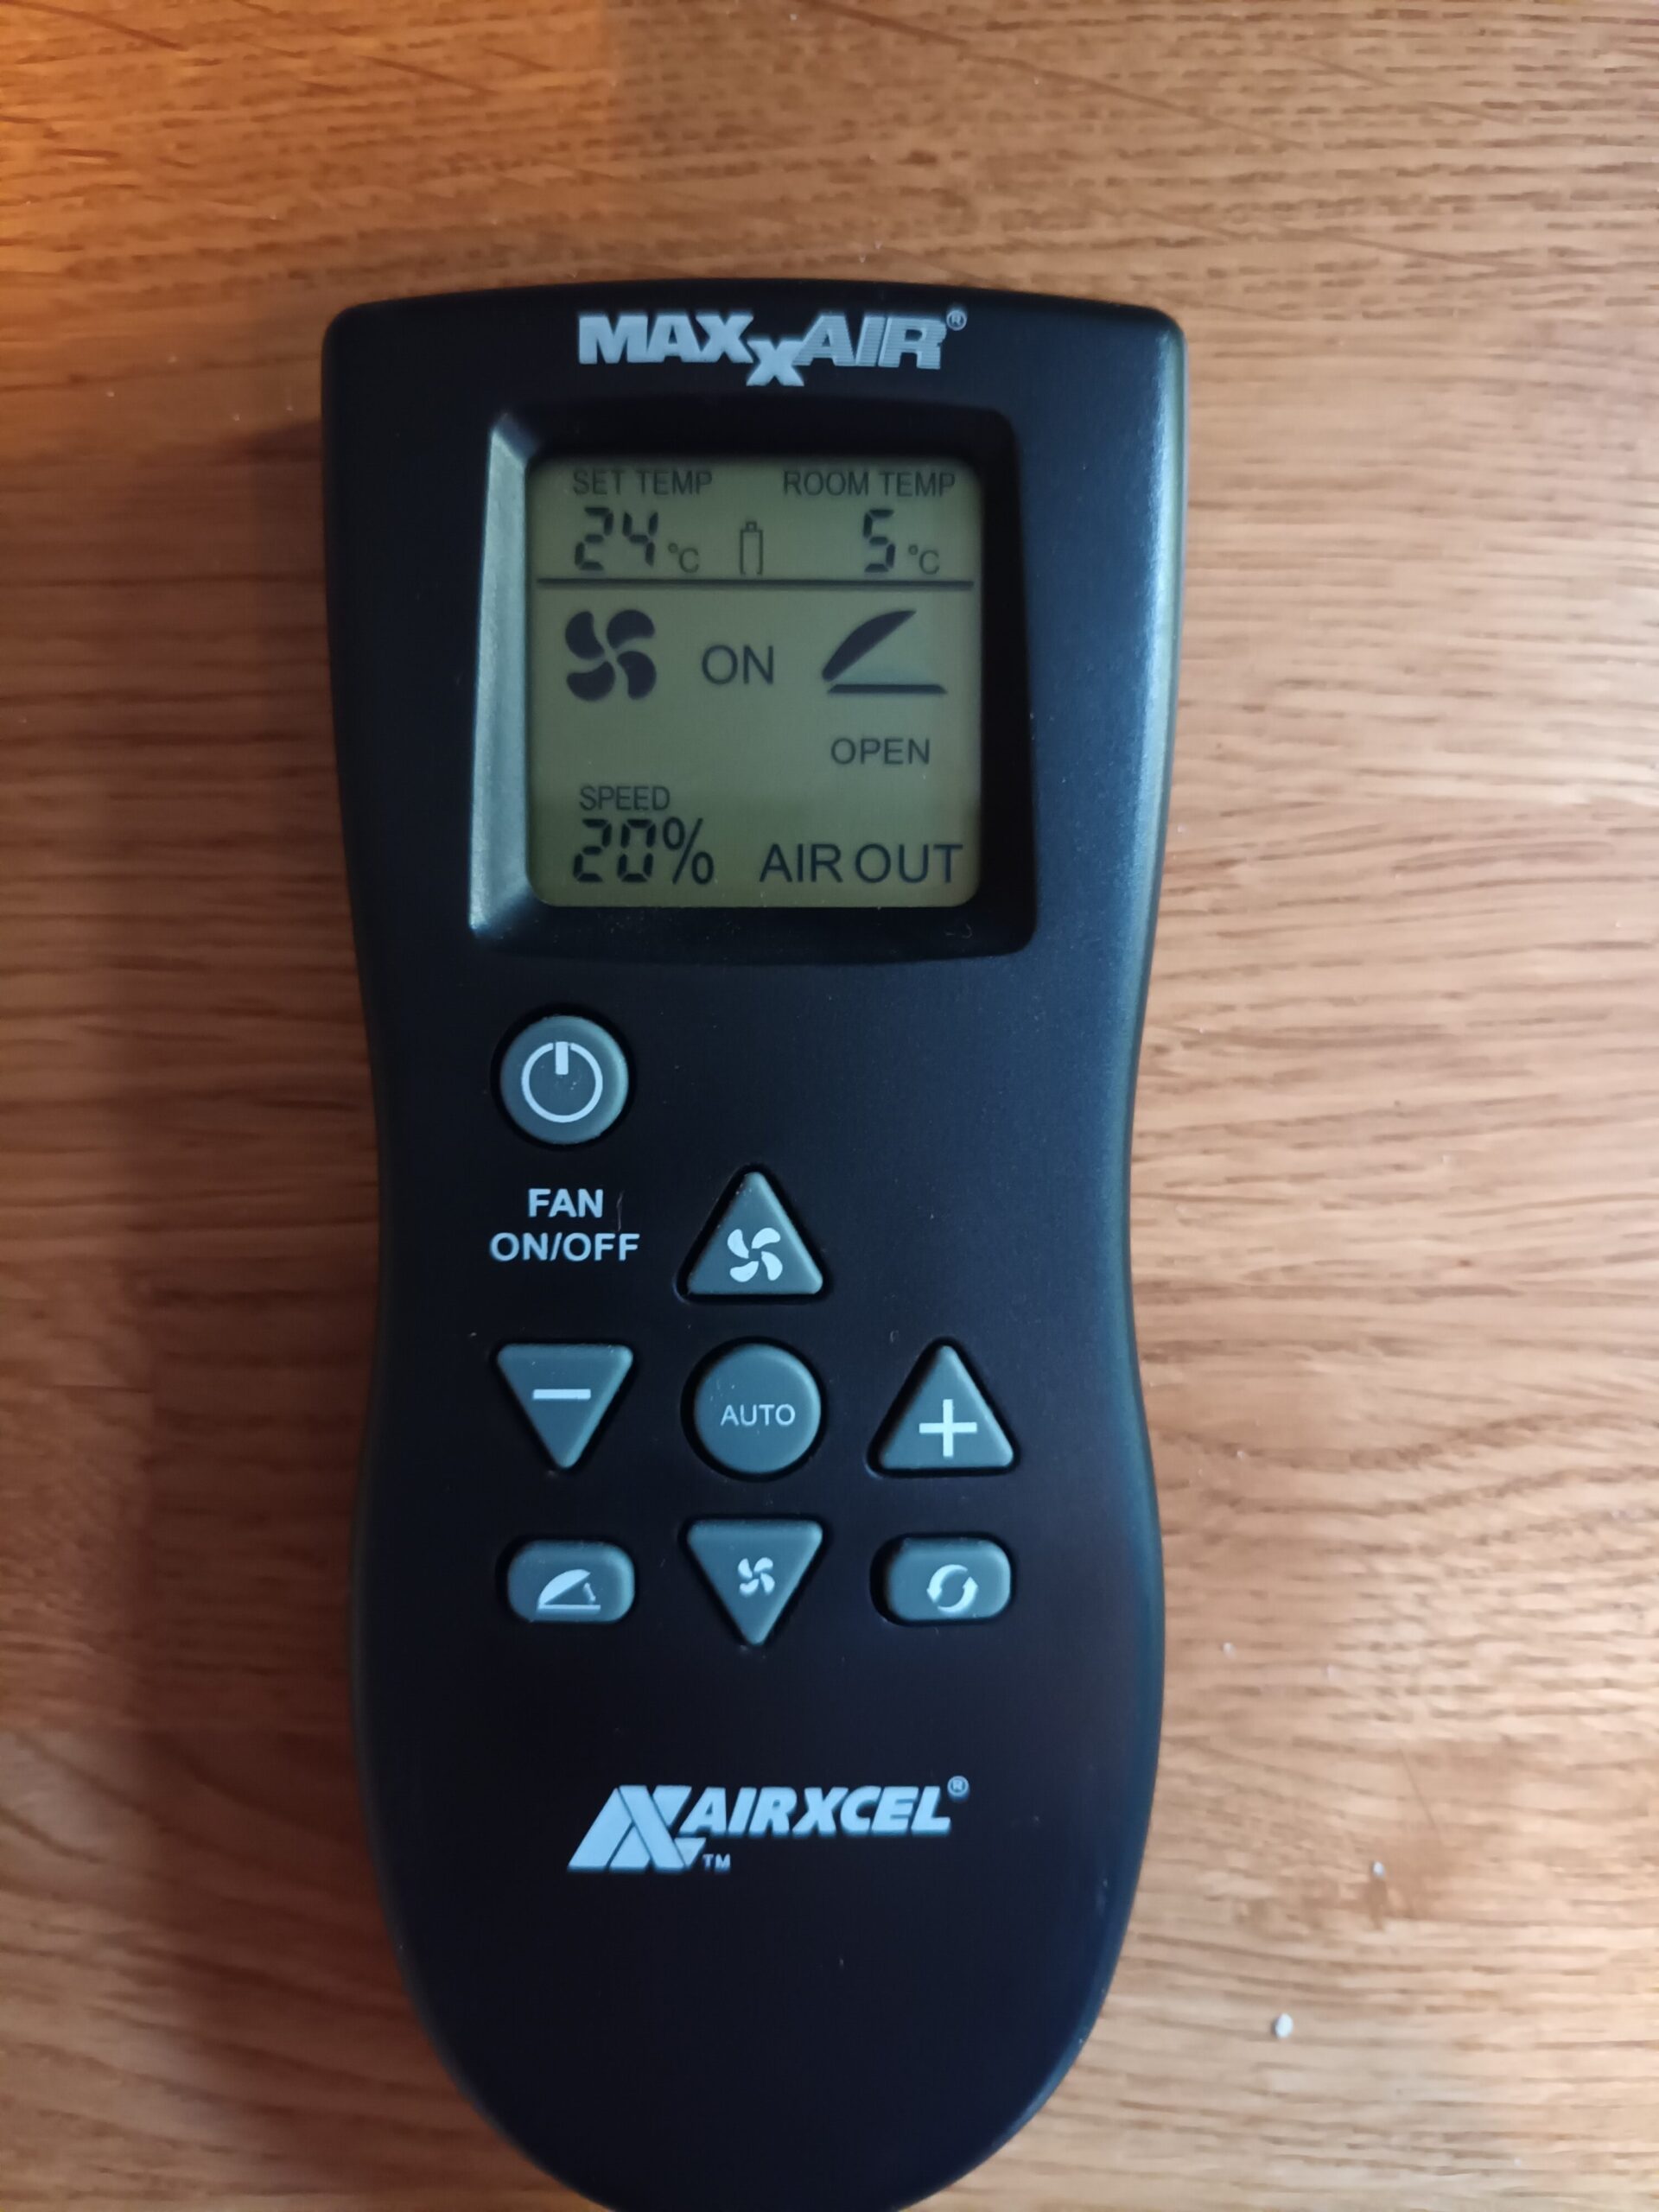 MAXXAIR®
SET TEMP ROOM TEMP
24 °C 5 °C
ON
OPEN
SPEED
20% AIR OUT
FAN
ON/OFF
− AUTO +
AIRXCEL®
TM